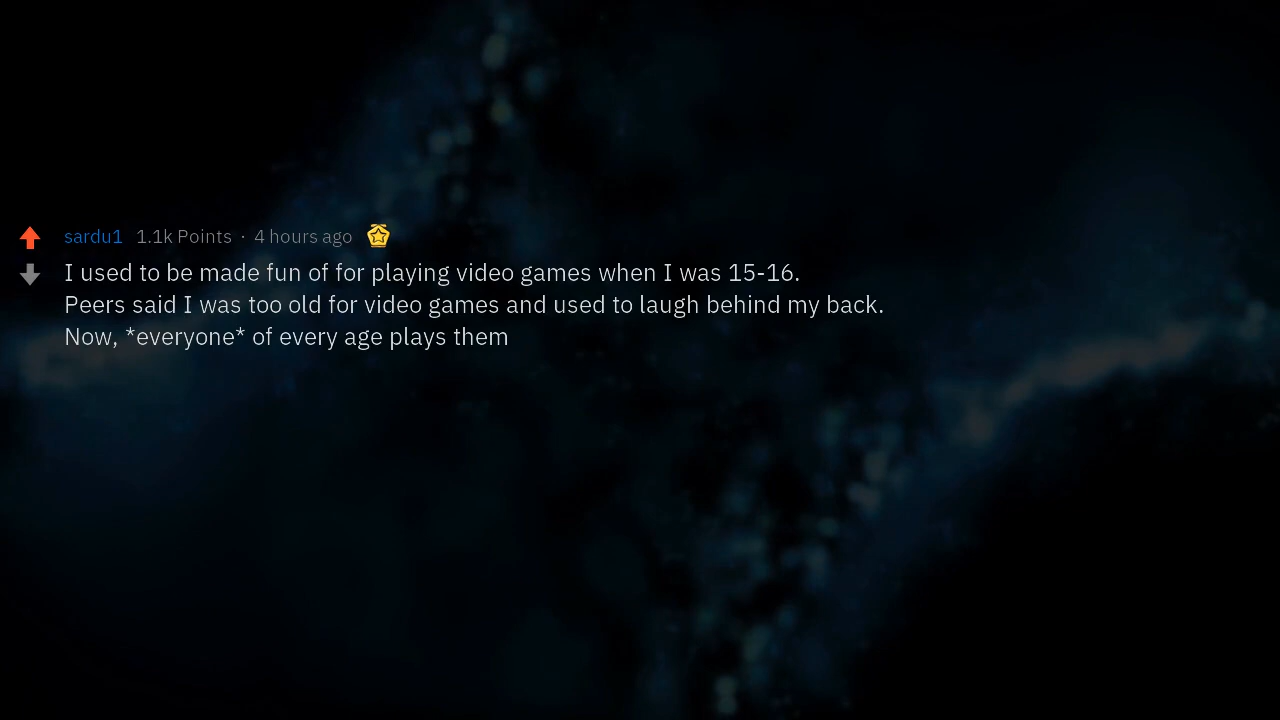 sardu1 1.1k Points · 4 hours ago
I used to be made fun of for playing video games when I was 15-16.
Peers said I was too old for video games and used to laugh behind my back.
Now, *everyone* of every age plays them